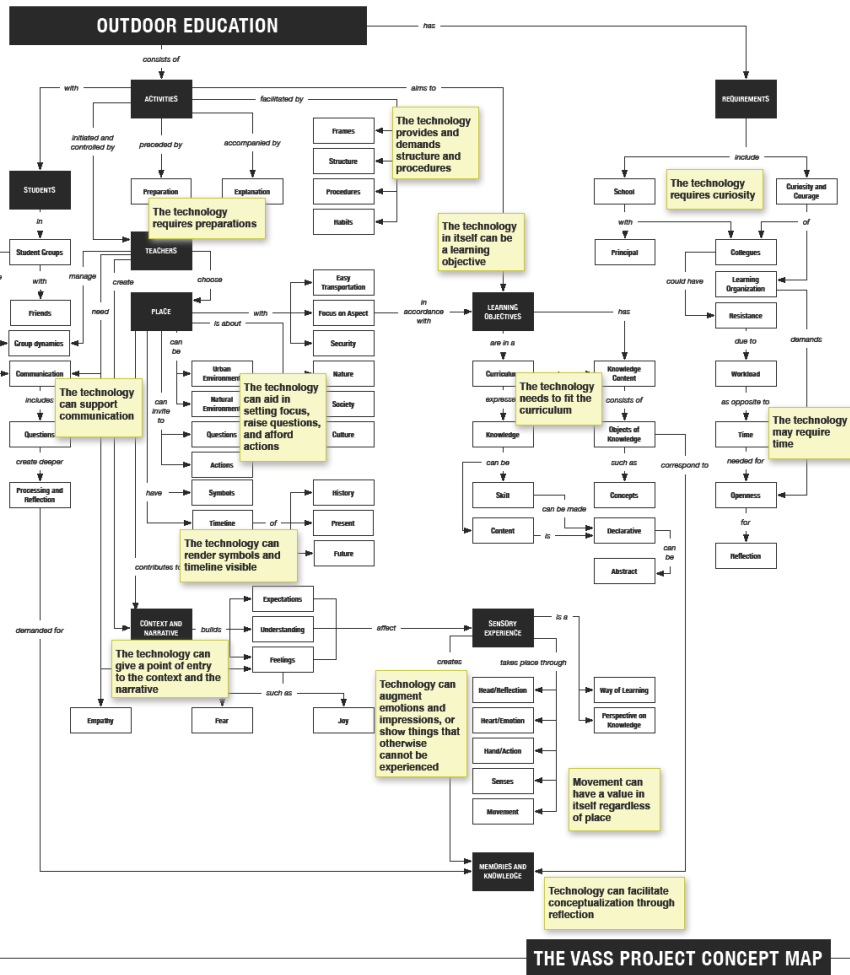 OUTDOOR EDUCATION
has
consists of
with
ACTIVITIES
facilitated by
aims to
REQUIREMENTS
initiated and
controlled by
preceded by
accompanied by
Frames
Structure
Procedures
Habits
The technology
provides and
demands
structure and
procedures
include
STUDENTS
Preparation
Explanation
School
The technology
requires curiosity
Curiosity and
Courage
The technology
requires preparations
in
with
of
The technology
in itself can be
a learning
objective
Student Groups
TEACHERS
Principal
Collegues
with
manage
create
choose
need
could have
Learning
Organization
Easy
Transportation
Friends
PLACE
with
is about
Focus on Aspect
in
accordance
with
LEARNING
OBJECTIVES
has
Resistance
Group dynamics
can
be
Security
are in a
due to
demands
Communication
Urban
Environment
Nature
Curriculum
Knowledge
Content
Workload
The technology
can support
communication
includes
can
invite
to
Natural
Environment
The technology
can aid in
setting focus,
raise questions,
and afford
actions
Society
expresse
The technology
needs to fit the
curriculum
consists of
as opposite to
Questions
Questions
Culture
Knowledge
Objects of
Knowledge
Time
The technology
may require
time
create deeper
Actions
can be
such as
correspond to
needed for
Processing and
Reflection
have
Symbols
History
Skill
Concepts
Openness
can be made
Timeline
of
Present
Content
is
Declarative
for
The technology can
render symbols and
timeline visible
Future
can
be
Reflection
contributes to
Abstract
Expectations
demanded for
CONTEXT AND
NARRATIVE
builds
Understanding
affect
SENSORY
EXPERIENCE
is a
The technology can
give a point of entry
to the context and the
narrative
Feelings
creates
takes place through
such as
Technology can
augment
emotions and
impressions, or
show things that
otherwise
cannot be
experienced
Head/Reflection
Way of Learning
Empathy
Fear
Joy
Heart/Emotion
Perspective on
Knowledge
Hand/Action
Senses
Movement can
have a value in
itself regardless
of place
Movement
MEMORIES AND
KNOWLEDGE
Technology can facilitate
conceptualization through
reflection
THE VASS PROJECT CONCEPT MAP